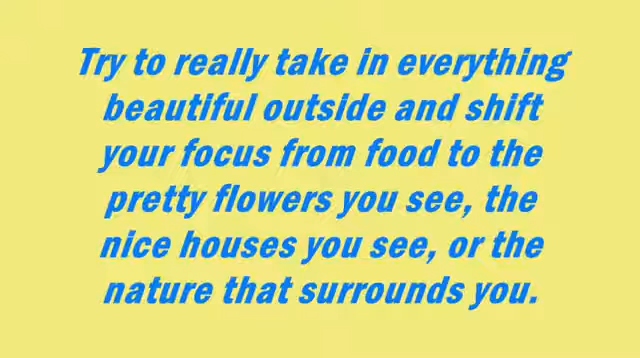 Try to really take in everything
beautiful outside and shift
your focus from food to the
pretty flowers you see, the
nice houses you see, or the
nature that surrounds you.